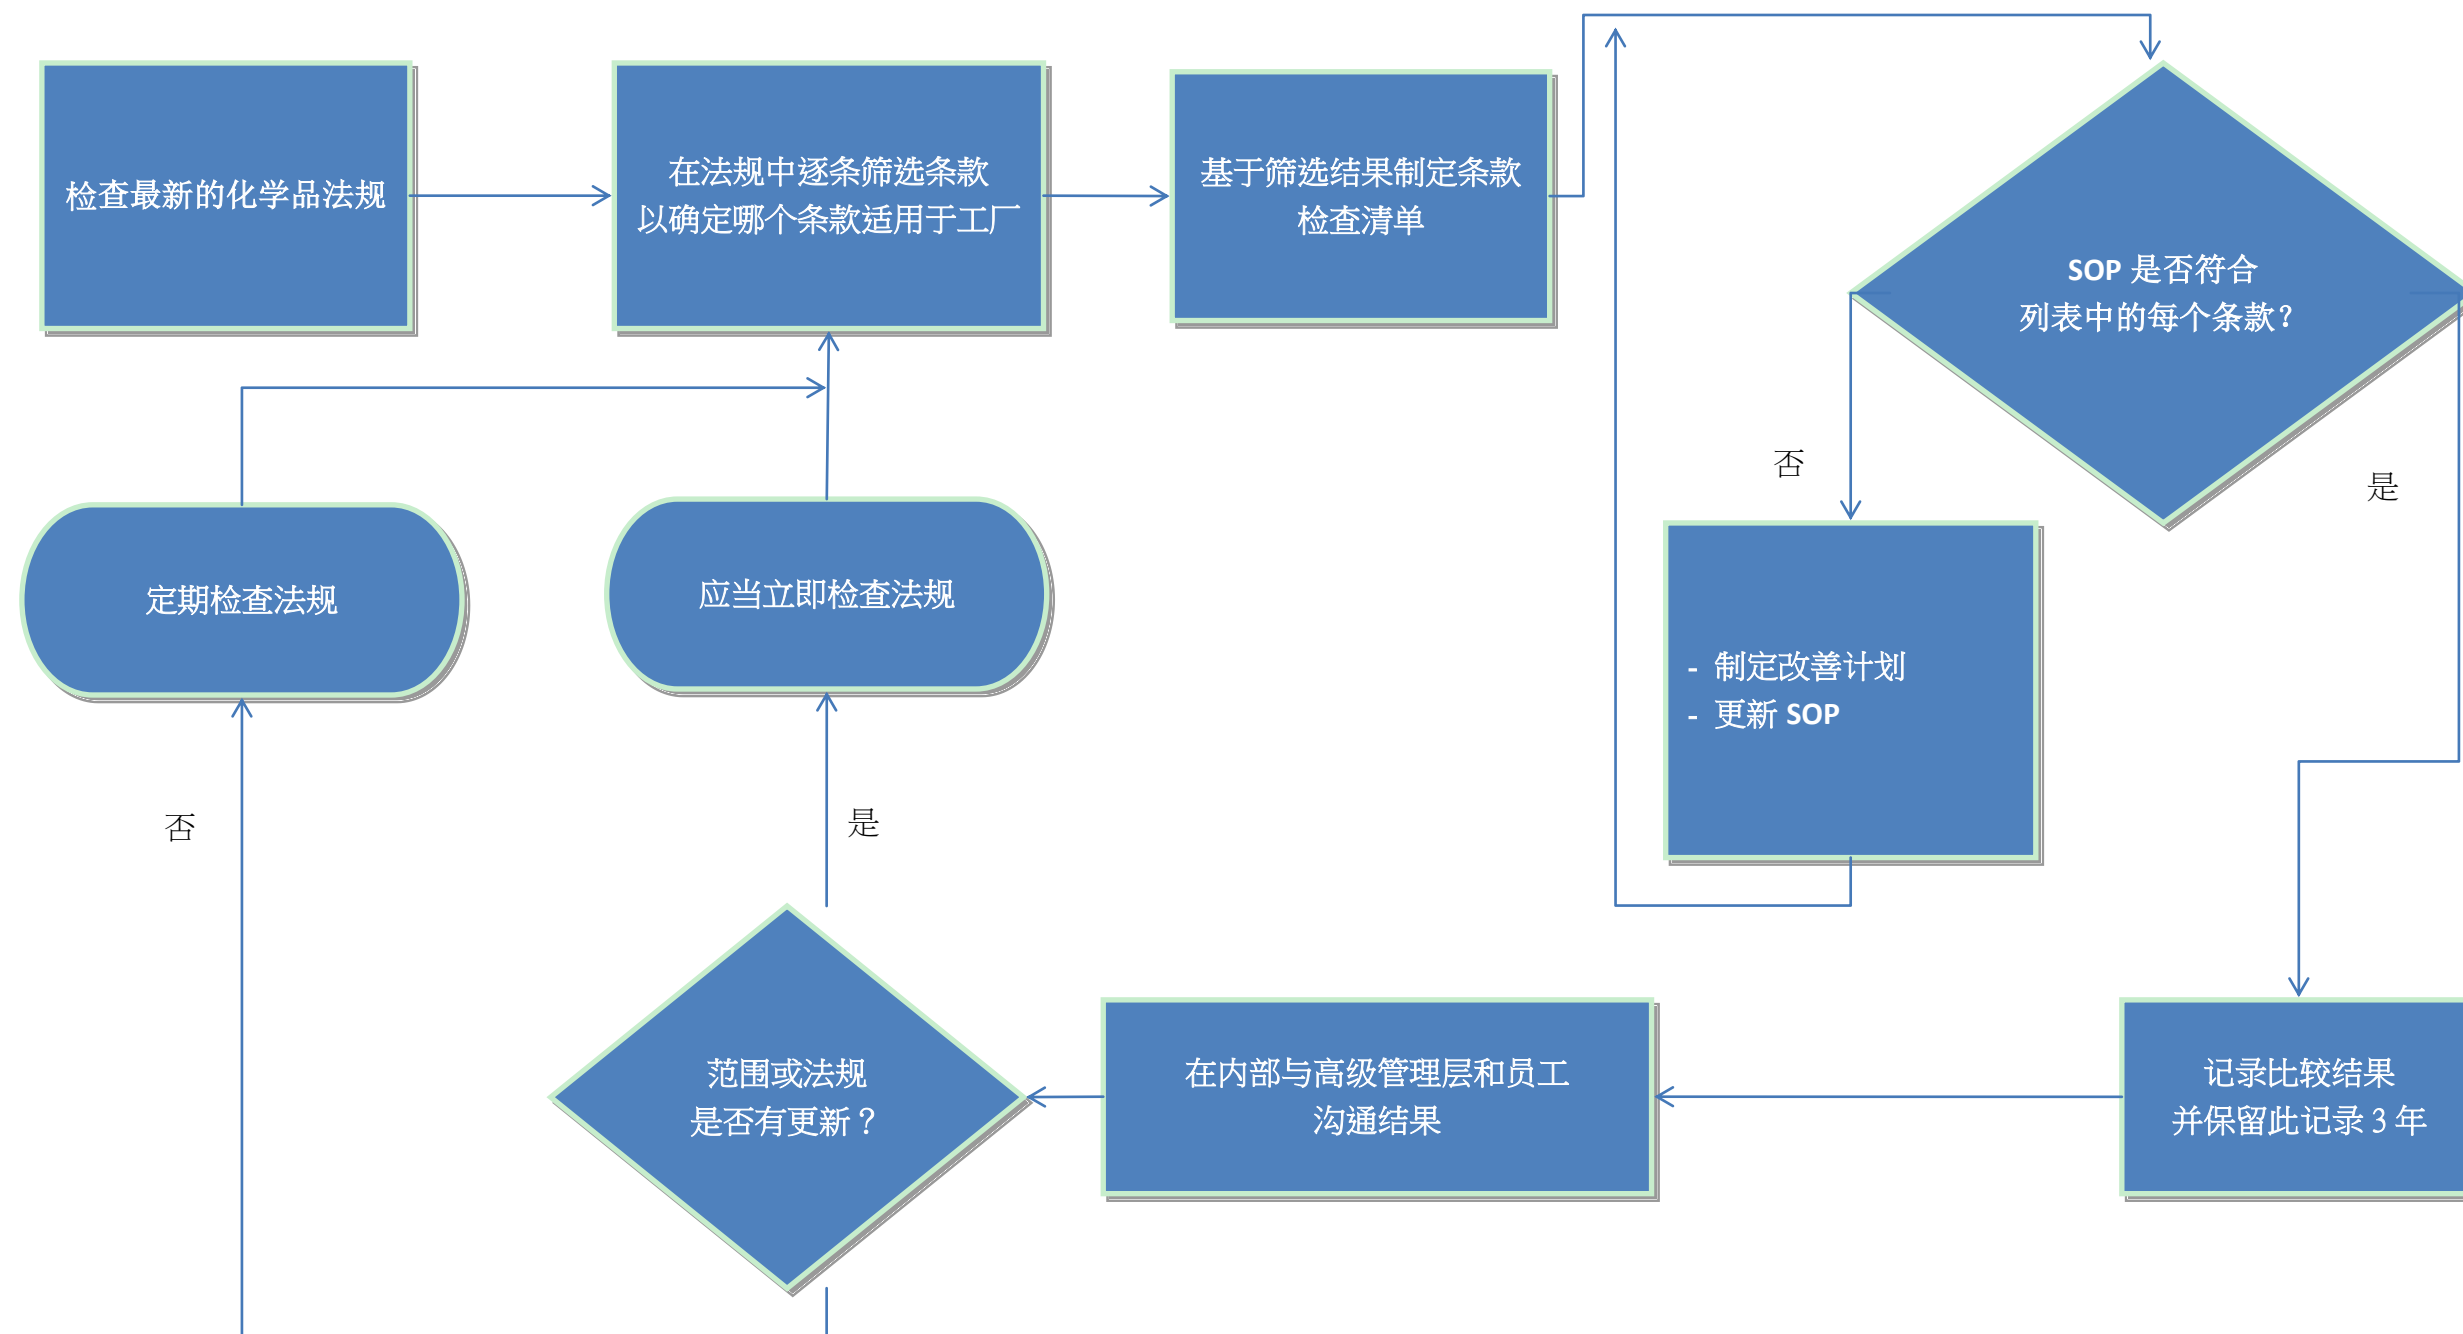 检查最新的化学品法规
在法规中逐条筛选条款
以确定哪个条款适用于工厂
基于筛选结果制定条款
检查清单
SOP 是否符合
列表中的每个条款？
否
是
定期检查法规
应当立即检查法规
- 制定改善计划
- 更新 SOP
否
是
范围或法规
是否有更新？
在内部与高级管理层和员工
沟通结果
记录比较结果
并保留此记录 3 年